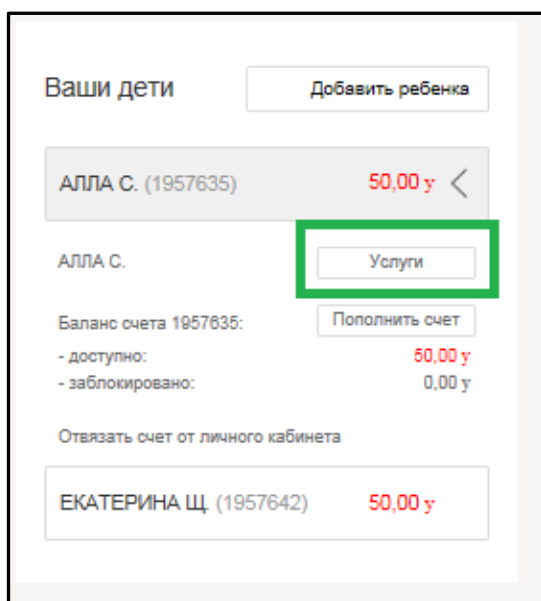 Ваши дети Добавить ребенка
АЛЛА С. (1957635) 50,00 у
АЛЛА С. Услуги
Баланс счета 1957635: Пополнить счет
- доступно: 50,00 у
- заблокировано: 0,00 у
Отвязать счет от личного кабинета
ЕКАТЕРИНА Щ. (1957642) 50,00 у